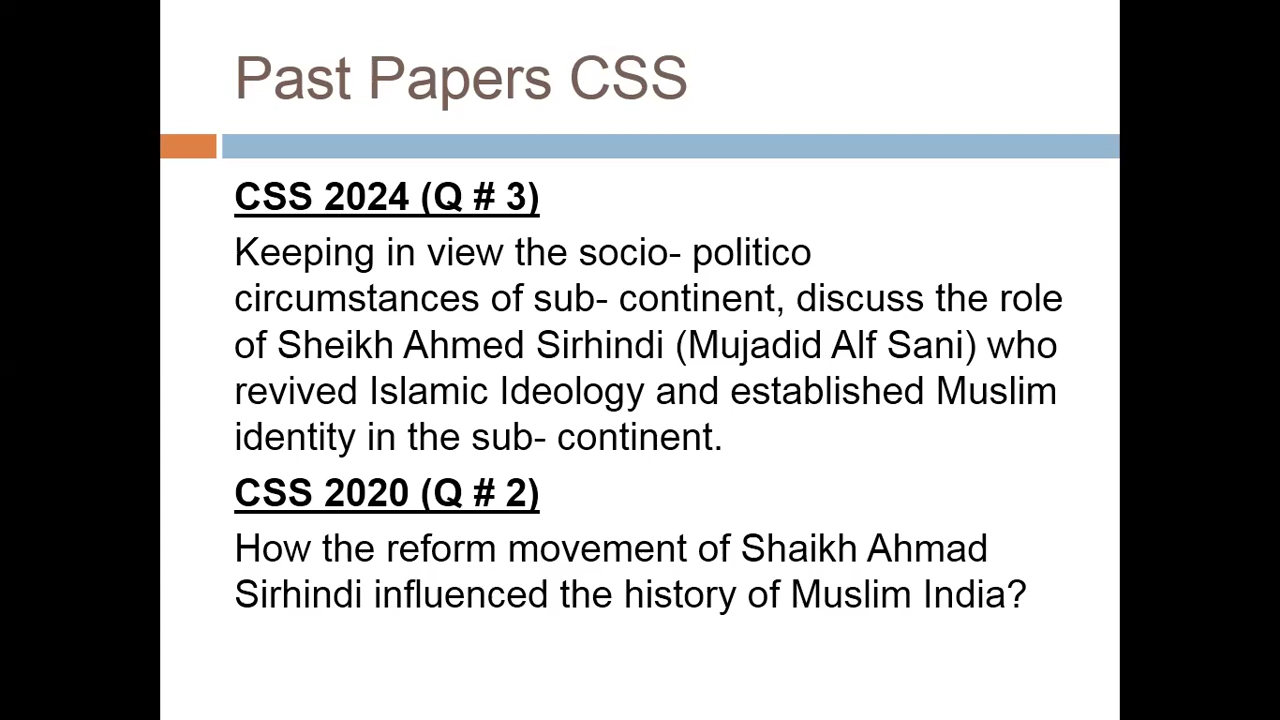 Past Papers CSS
CSS 2024 (Q # 3)
Keeping in view the socio- politico
circumstances of sub- continent, discuss the role
of Sheikh Ahmed Sirhindi (Mujadid Alf Sani) who
revived Islamic Ideology and established Muslim
identity in the sub- continent.
CSS 2020 (Q # 2)
How the reform movement of Shaikh Ahmad
Sirhindi influenced the history of Muslim India?